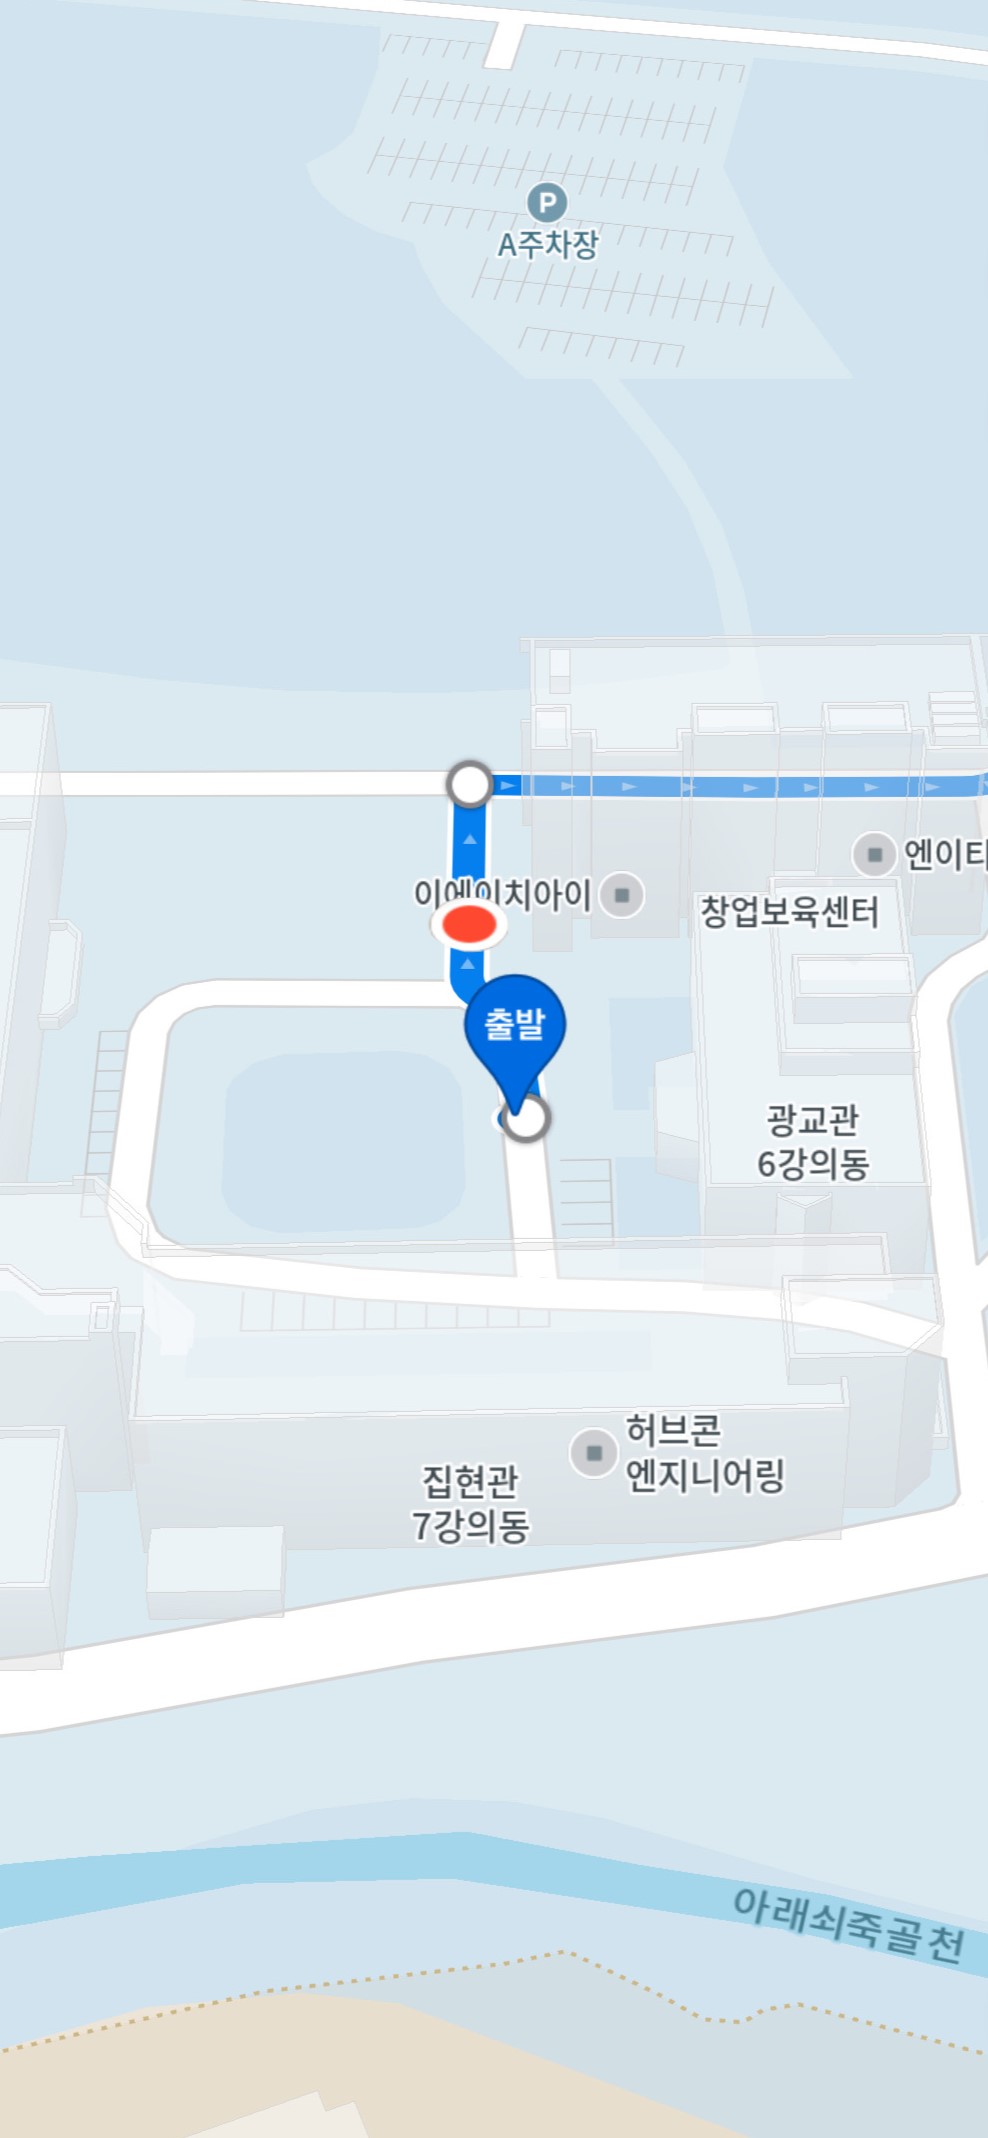 P
A주차장
이에이치아이
엔이티
창업보육센터
출발
광교관
6강의동
허브콘
엔지니어링
집현관
7강의동
아래쇠죽골천